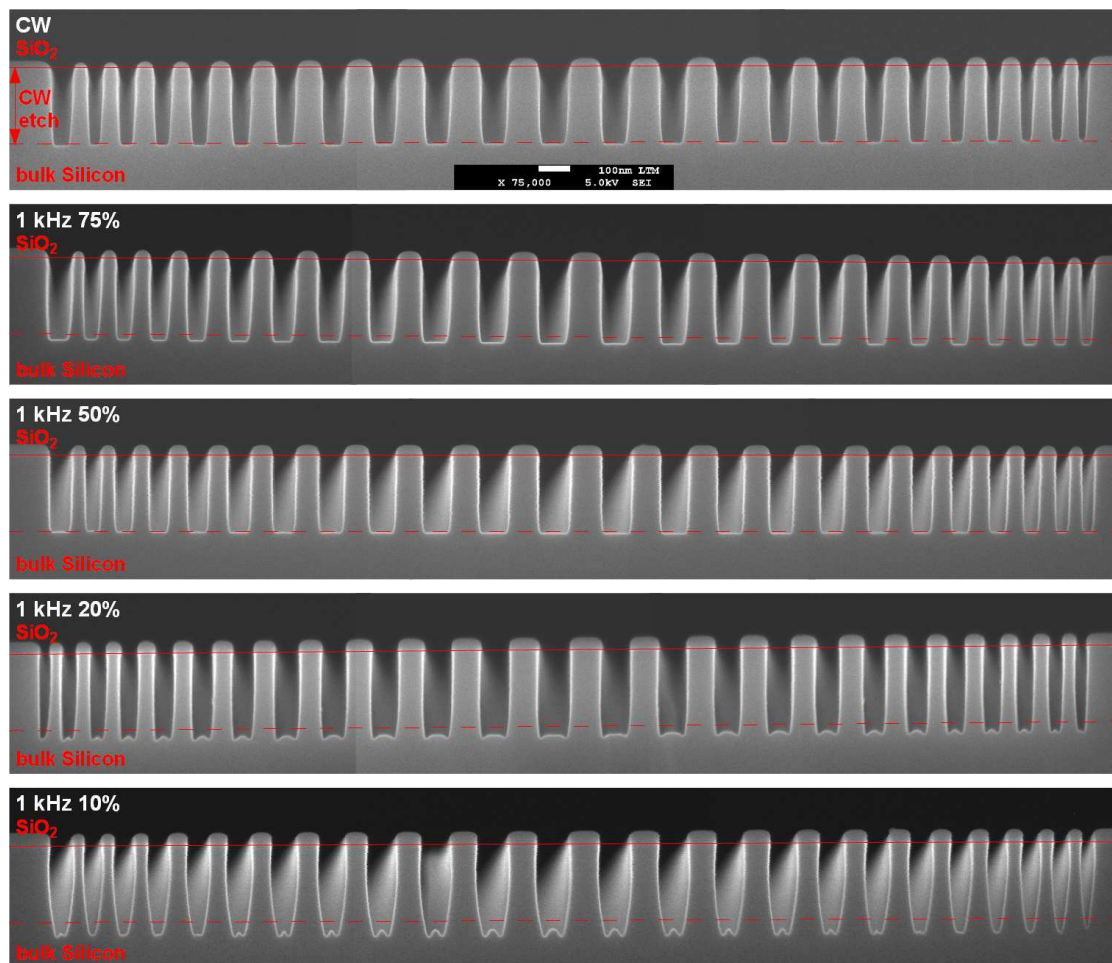 CW
SiO₂
CW
etch
bulk Silicon
100nm LTM
X 75,000 5.0kV SEI
1 kHz 75%
SiO₂
bulk Silicon
1 kHz 50%
SiO₂
bulk Silicon
1 kHz 20%
SiO₂
bulk Silicon
1 kHz 10%
SiO₂
bulk Silicon